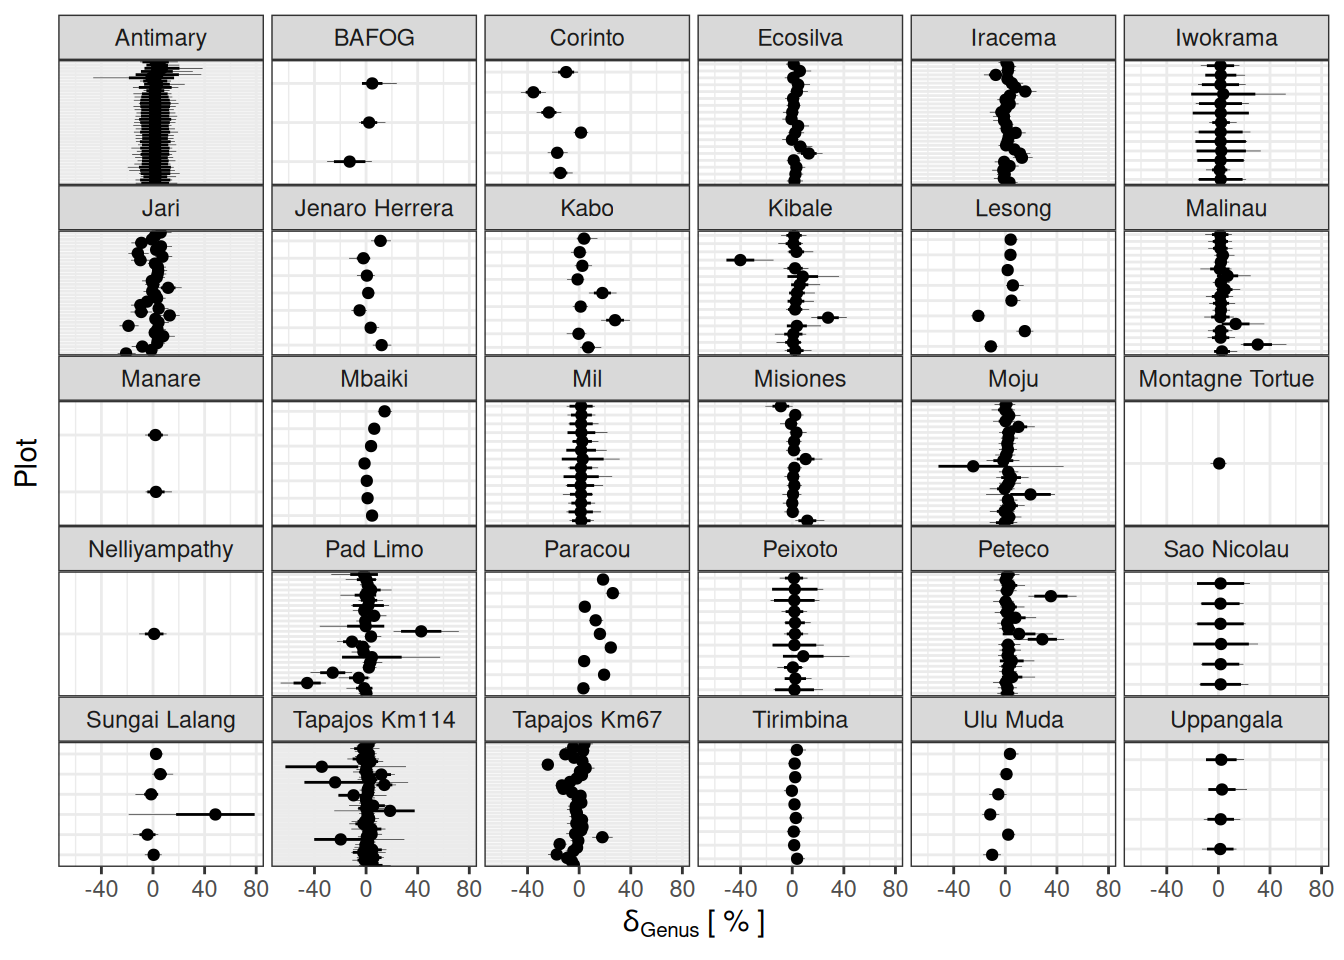 Antimary BAFOG Corinto Ecosilva Iracema Iwokrama
Jari Jenaro Herrera Kabo Kibale Lesong Malinau
Manare Mbaiki Mil Misiones Moju Montagne Tortue
Nelliyampathy Pad Limo Paracou Peixoto Peteco Sao Nicolau
Sungai Lalang Tapajos Km114 Tapajos Km67 Tirimbina Ulu Muda Uppangala
Plot
-40 0 40 80 -40 0 40 80 -40 0 40 80 -40 0 40 80 -40 0 40 80 -40 0 40 80
δGenus [ % ]